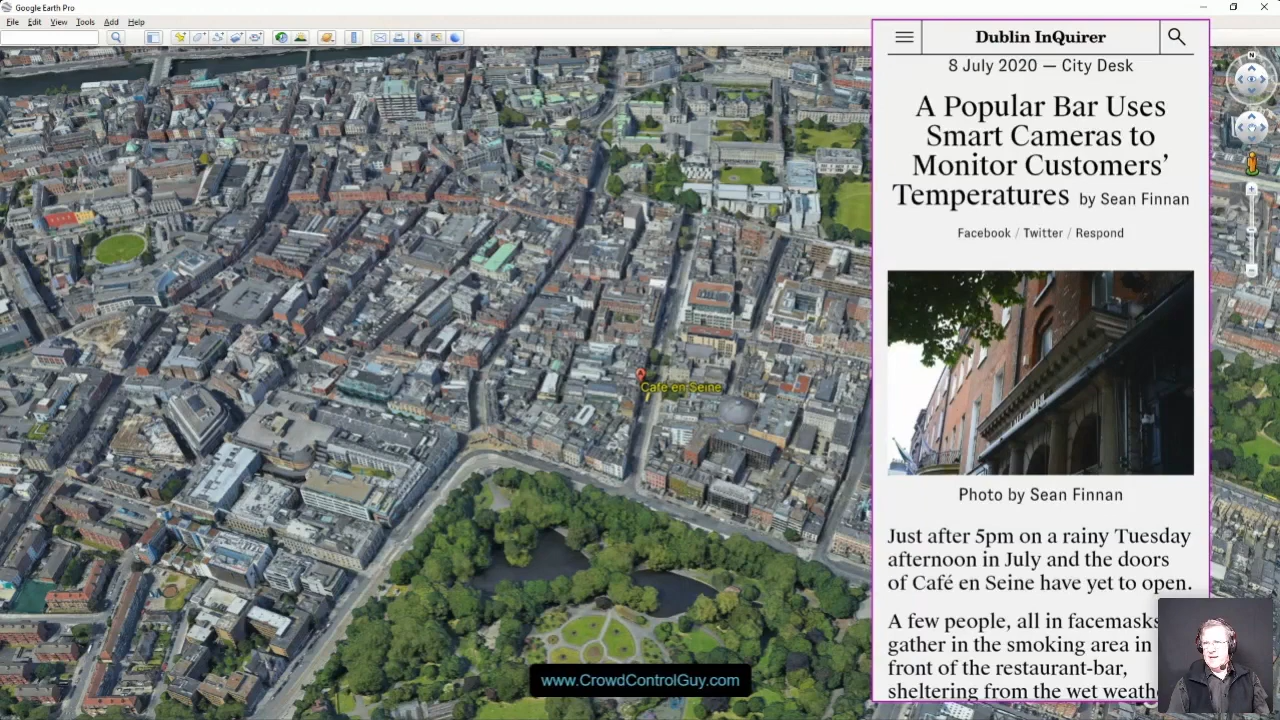 Google Earth Pro
File Edit View Tools Add Help
Dublin InQuirer
8 July 2020 — City Desk
A Popular Bar Uses
Smart Cameras to
Monitor Customers’
Temperatures by Sean Finnan
Facebook / Twitter / Respond
Photo by Sean Finnan
Just after 5pm on a rainy Tuesday
afternoon in July and the doors
of Café en Seine have yet to open.
A few people, all in facemasks
gather in the smoking area in
front of the restaurant-bar,
sheltering from the wet
Café en Seine
www.CrowdControlGuy.com
N